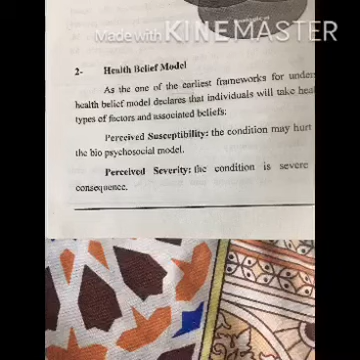 Made with KINEMASTER
2- Health Belief Model
As the one of the earliest frameworks for under
health belief model declares that individuals will take heal
types of factors and associated beliefs:
Perceived Susceptibility: the condition may hurt
the bio psychosocial model.
Perceived Severity: the condition is severe
consequence.